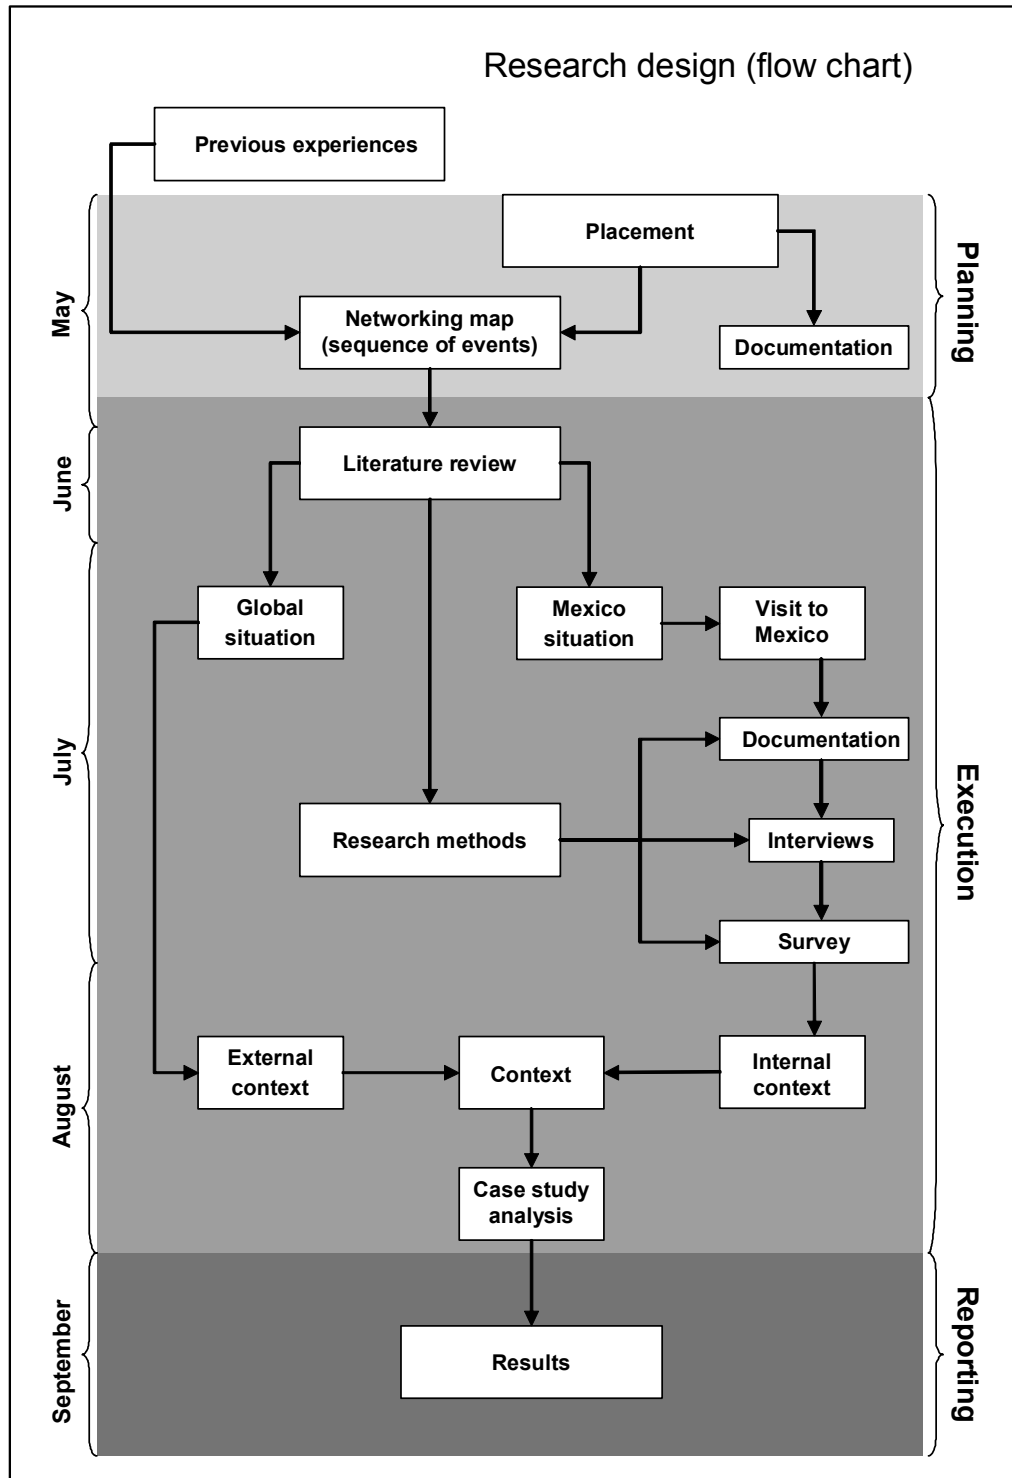 Research design (flow chart)
Previous experiences
Placement
Planning
May
Networking map
(sequence of events)
Documentation
Literature review
June
Global
situation
Mexico
situation
Visit to
Mexico
Documentation
July
Execution
Research methods
Interviews
Survey
External
context
Context
Internal
context
August
Case study
analysis
Results
September
Reporting